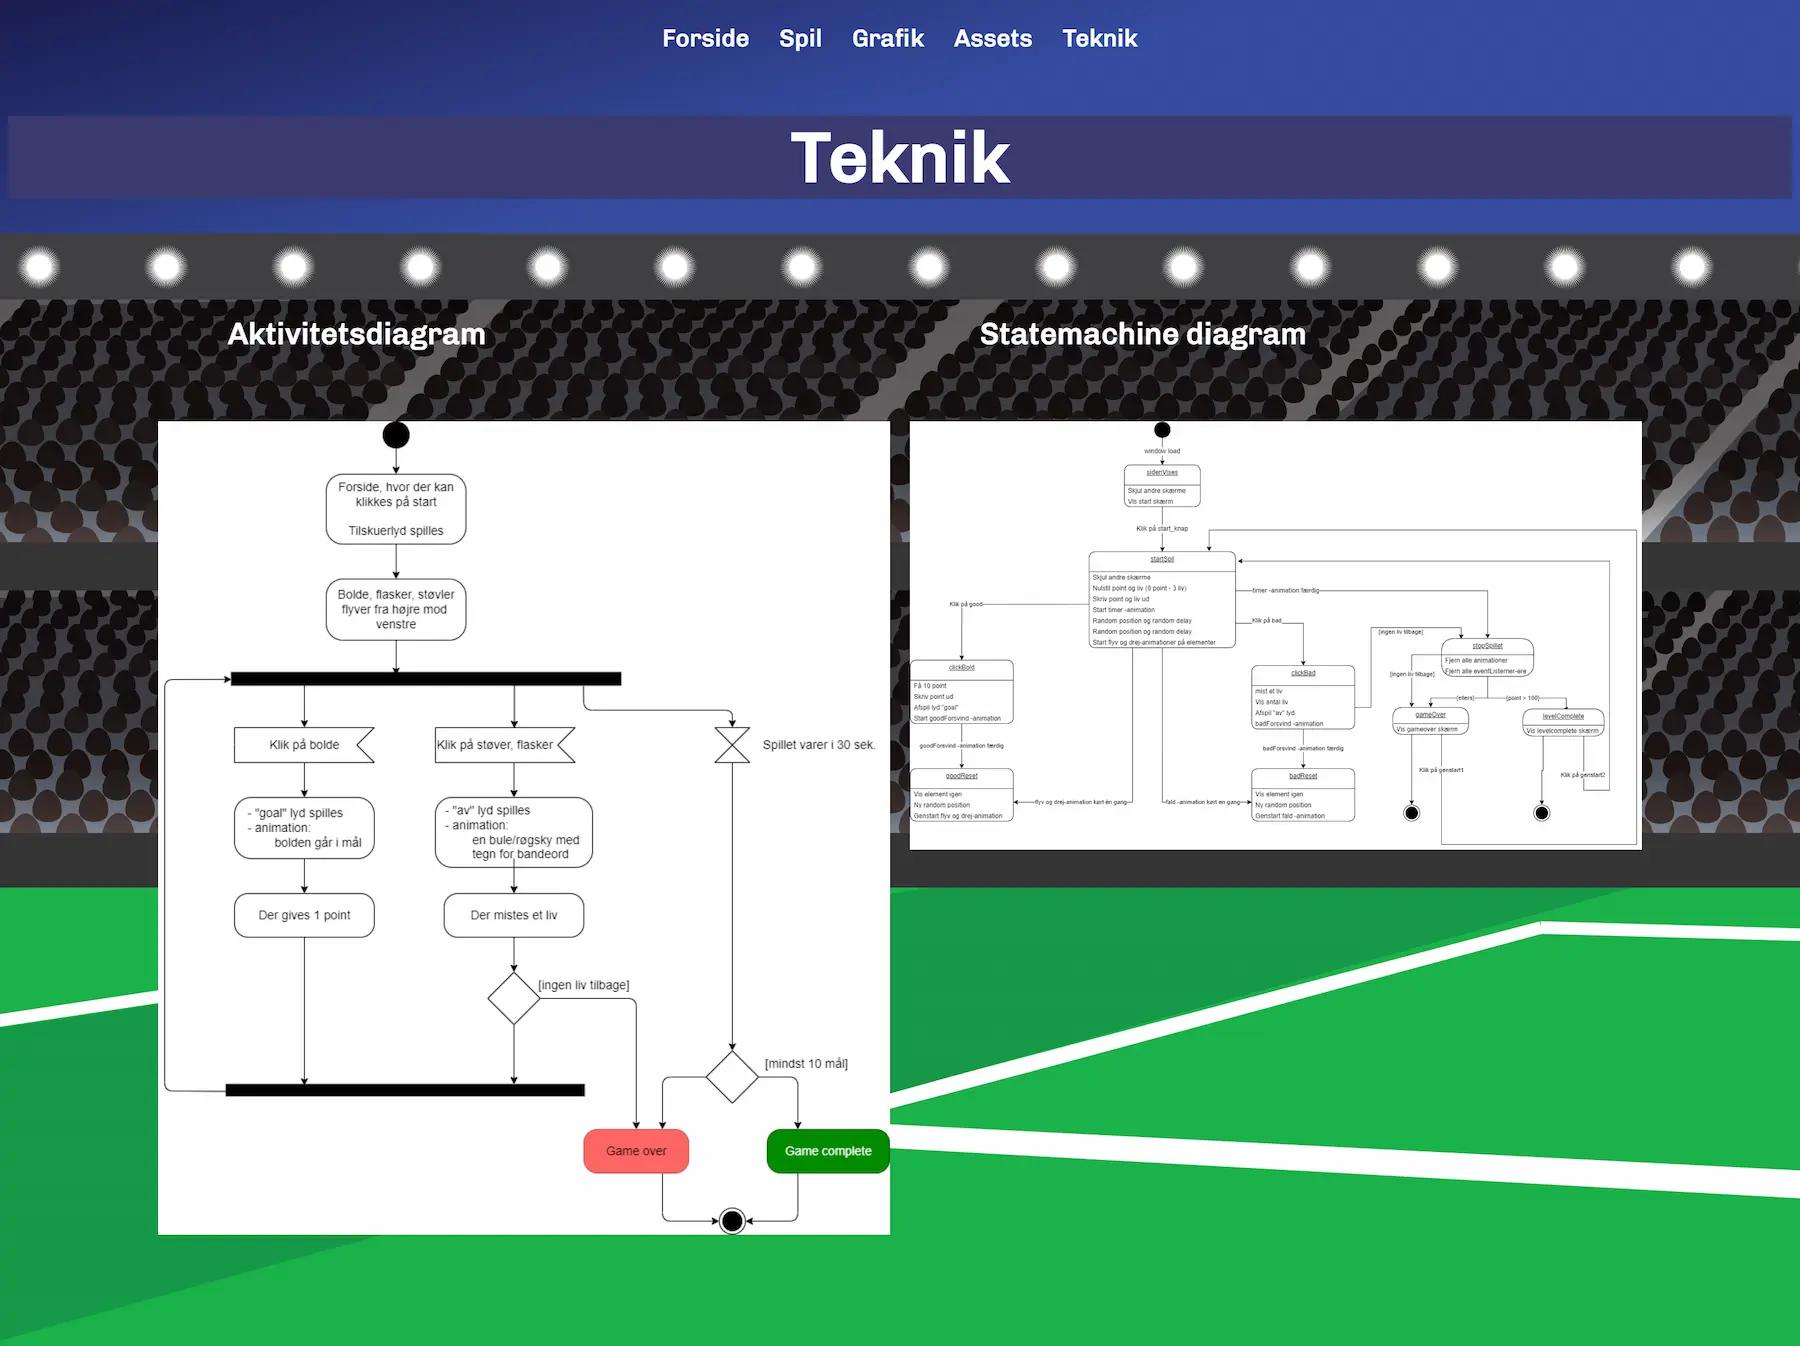 Forside Spil Grafik Assets Teknik
Teknik
Aktivitetsdiagram
Forside, hvor der kan
klikkes på start
Tilskuerlyd spilles
Bolde, flasker, støvler
flyver fra højre mod
venstre
Klik på bolde
Klik på støver, flasker
Spillet varer i 30 sek.
- "goal" lyd spilles
- animation:
bolden går i mål
- "av" lyd spilles
- animation:
en bule/røgsky med
tegn for bandeord
Der gives 1 point
Der mistes et liv
[ingen liv tilbage]
[mindst 10 mål]
Game over
Game complete
Statemachine diagram
window load
sidenVises
Skjul andre skærme
Vis start skærm
Klik på start_knap
startSpil
Skjul andre skærme
Nulstil point og liv (0 point - 3 liv)
Skriv point og liv ud
Start timer -animation
Random position og random delay
Random position og random delay
Start flyv og drej-animationer på elementer
Klik på good
timer -animation færdig
Klik på bad
[ingen liv tilbage]
clickBold
Få 10 point
Skriv point ud
Afspil lyd "goal"
Start goodForsvind -animation
clickBad
mist et liv
Vis antal liv
Afspil "av" lyd
badForsvind -animation
stopSpillet
Fjern alle animationer
Fjern alle eventListerner-ere
[ingen liv tilbage]
[ellers]
[point > 100]
gameOver
Vis gameover skærm
levelComplete
Vis levelcomplete skærm
goodForsvind -animation færdig
badForsvind -animation færdig
Klik på genstart1
Klik på genstart2
goodReset
Vis element igen
Ny random position
Genstart flyv og drej-animation
flyv og drej-animation kørt én gang
fald -animation kørt en gang
badReset
Vis element igen
Ny random position
Genstart fald -animation